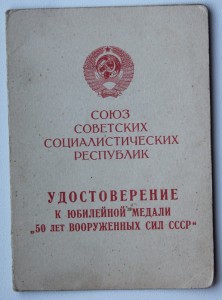 СОЮЗ
СОВЕТСКИХ
СОЦИАЛИСТИЧЕСКИХ
РЕСПУБЛИК
УДОСТОВЕРЕНИЕ
К ЮБИЛЕЙНОЙ МЕДАЛИ
„50 ЛЕТ ВООРУЖЕННЫХ СИЛ СССР“